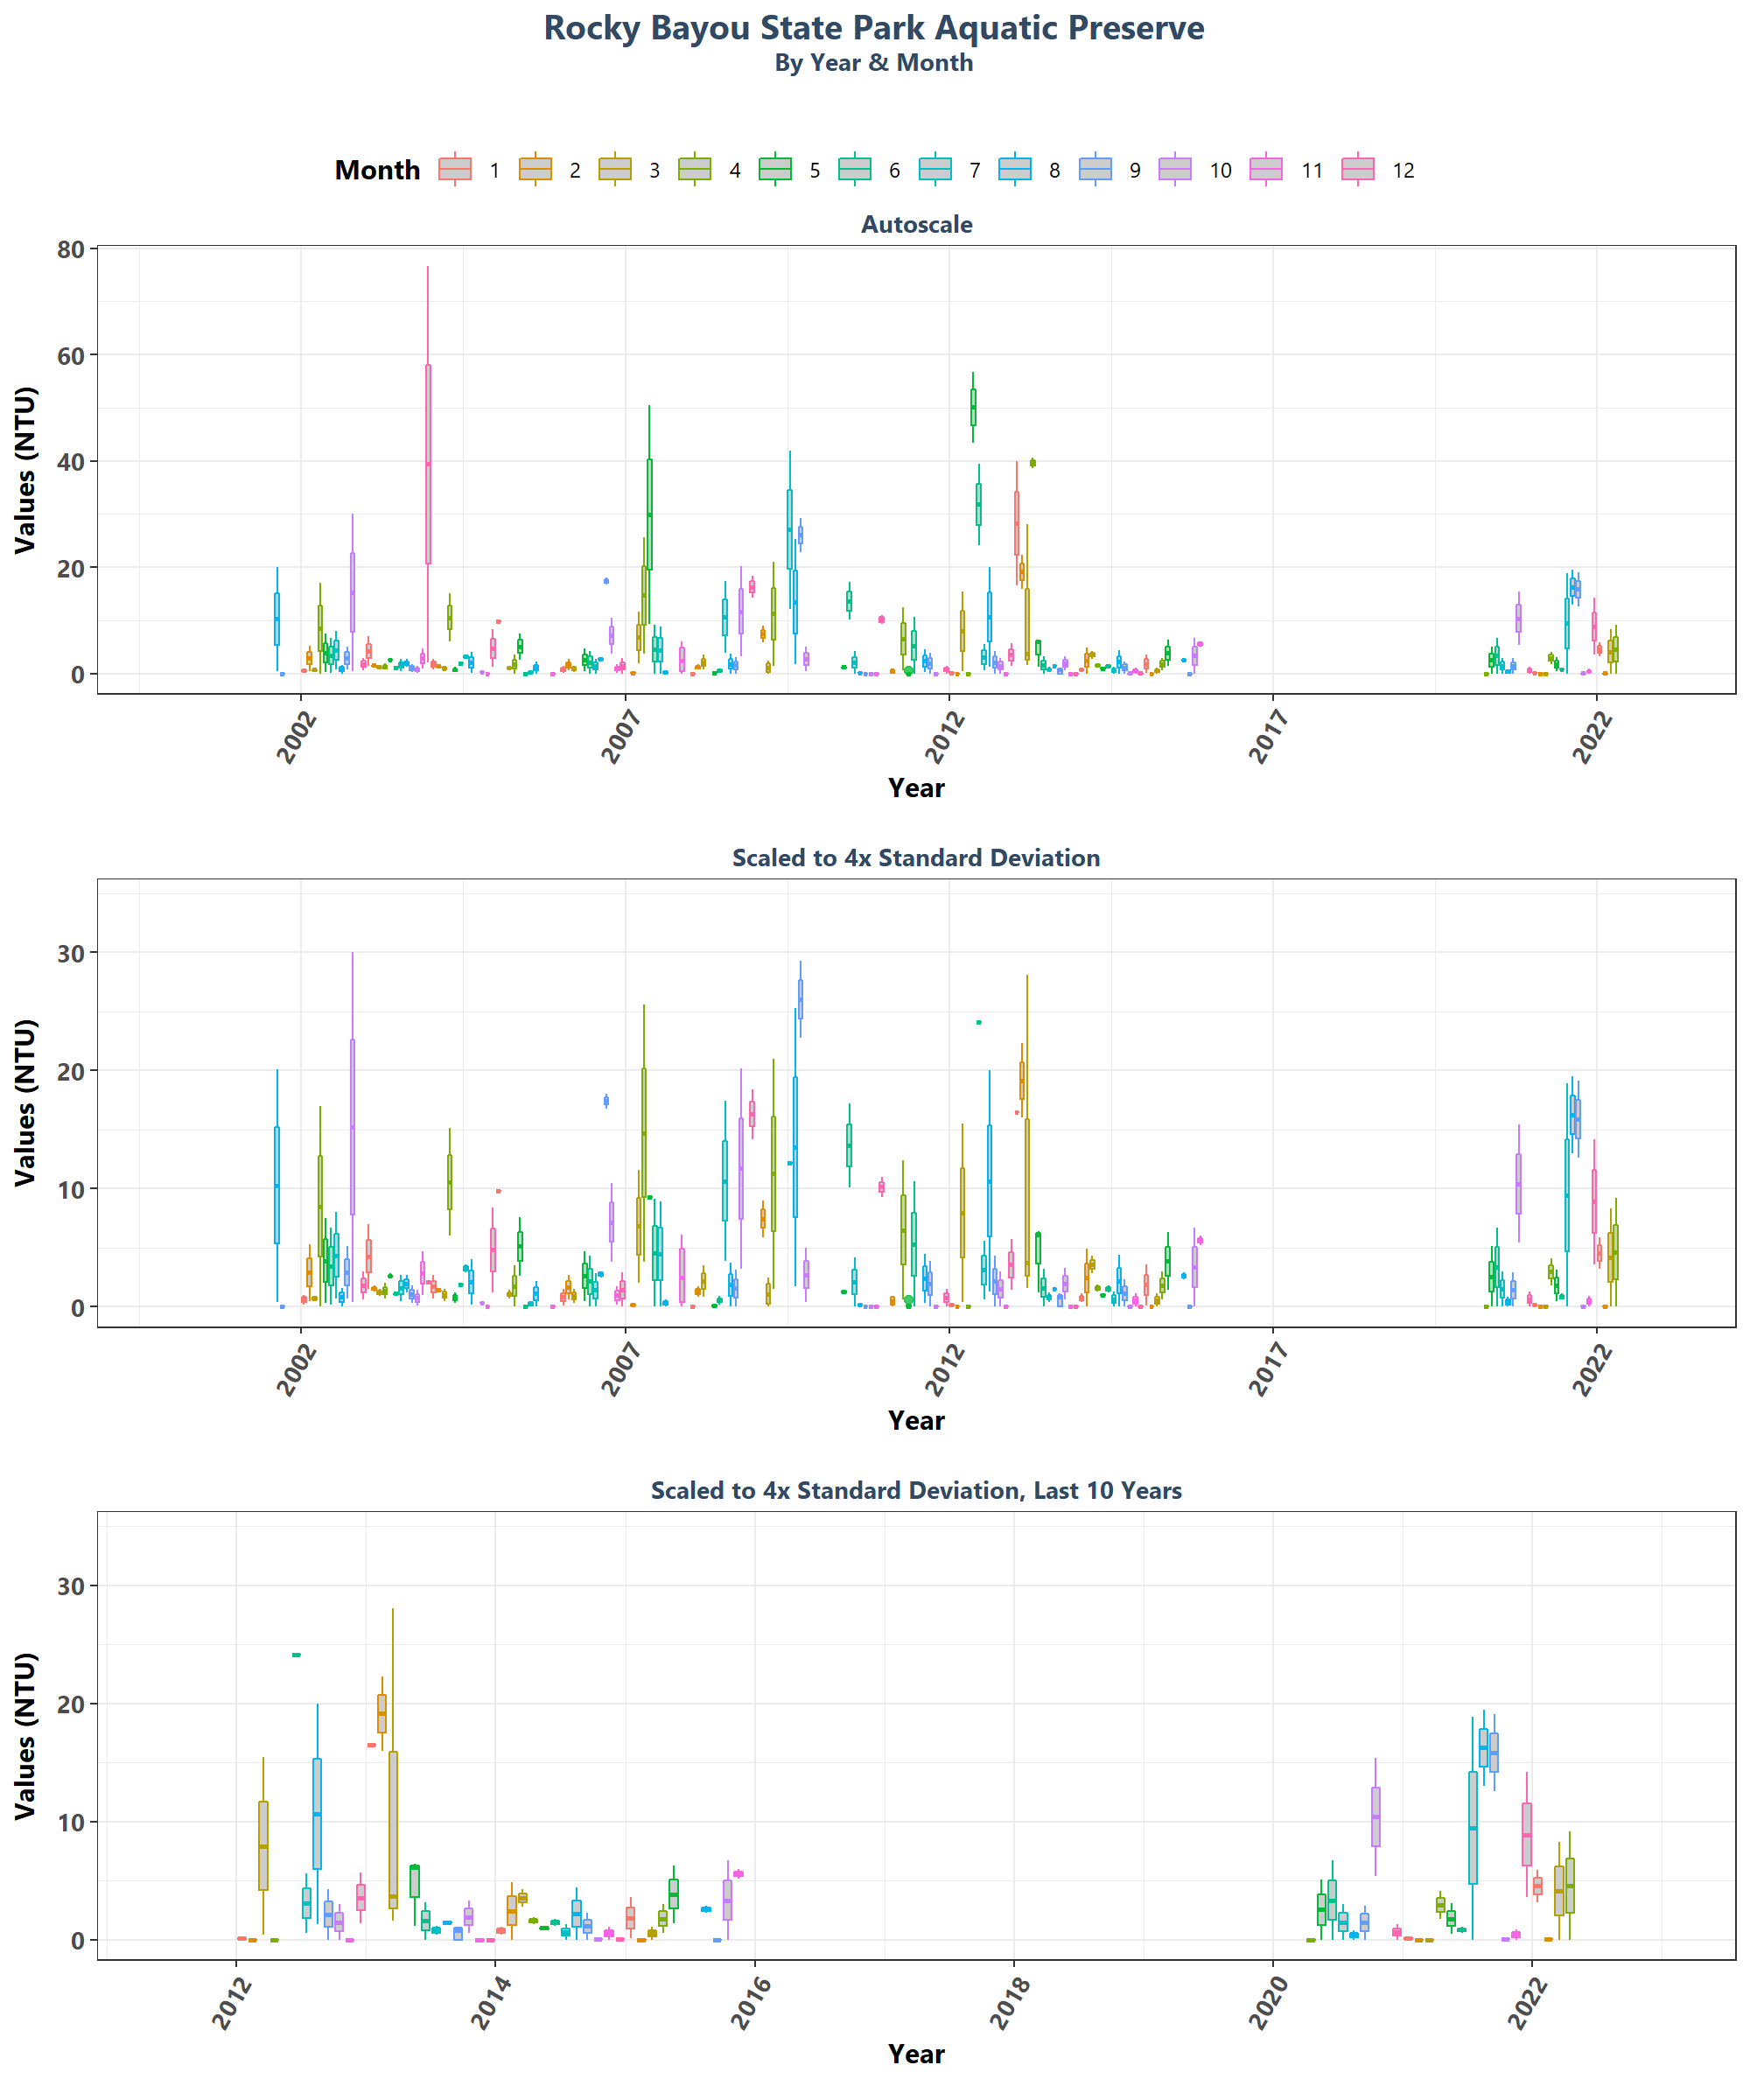 Rocky Bayou State Park Aquatic Preserve
By Year & Month
Month 1 2 3 4 5 6 7 8 9 10 11 12
Autoscale
Values (NTU)
80
60
40
20
0
2002 2007 2012 2017 2022
Year
Scaled to 4x Standard Deviation
Values (NTU)
30
20
10
0
2002 2007 2012 2017 2022
Year
Scaled to 4x Standard Deviation, Last 10 Years
Values (NTU)
30
20
10
0
2012 2014 2016 2018 2020 2022
Year